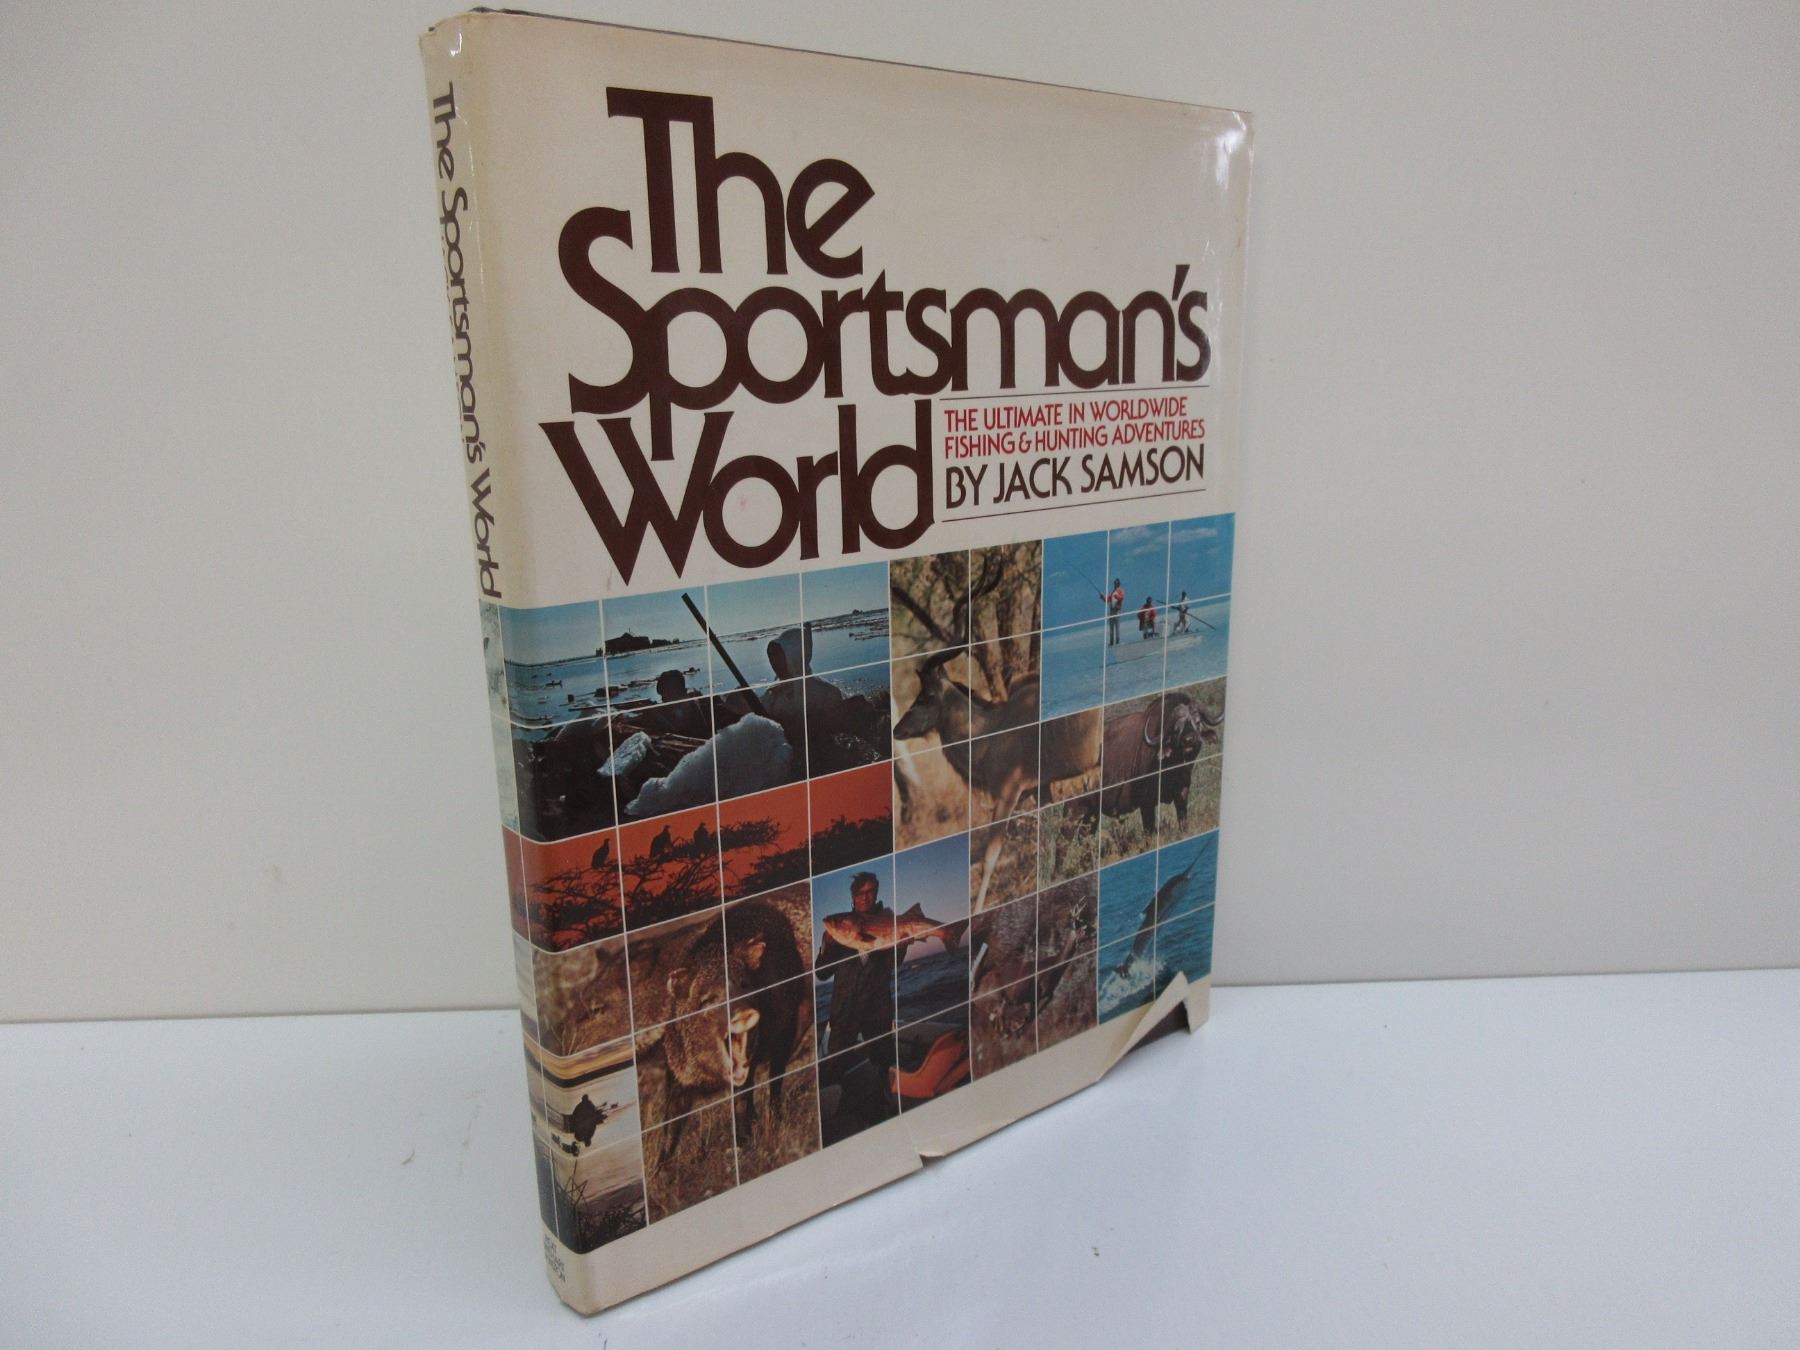 The Sportsman's World
The
Sportsman's
World
THE ULTIMATE IN WORLDWIDE
FISHING & HUNTING ADVENTURES
BY JACK SAMSON